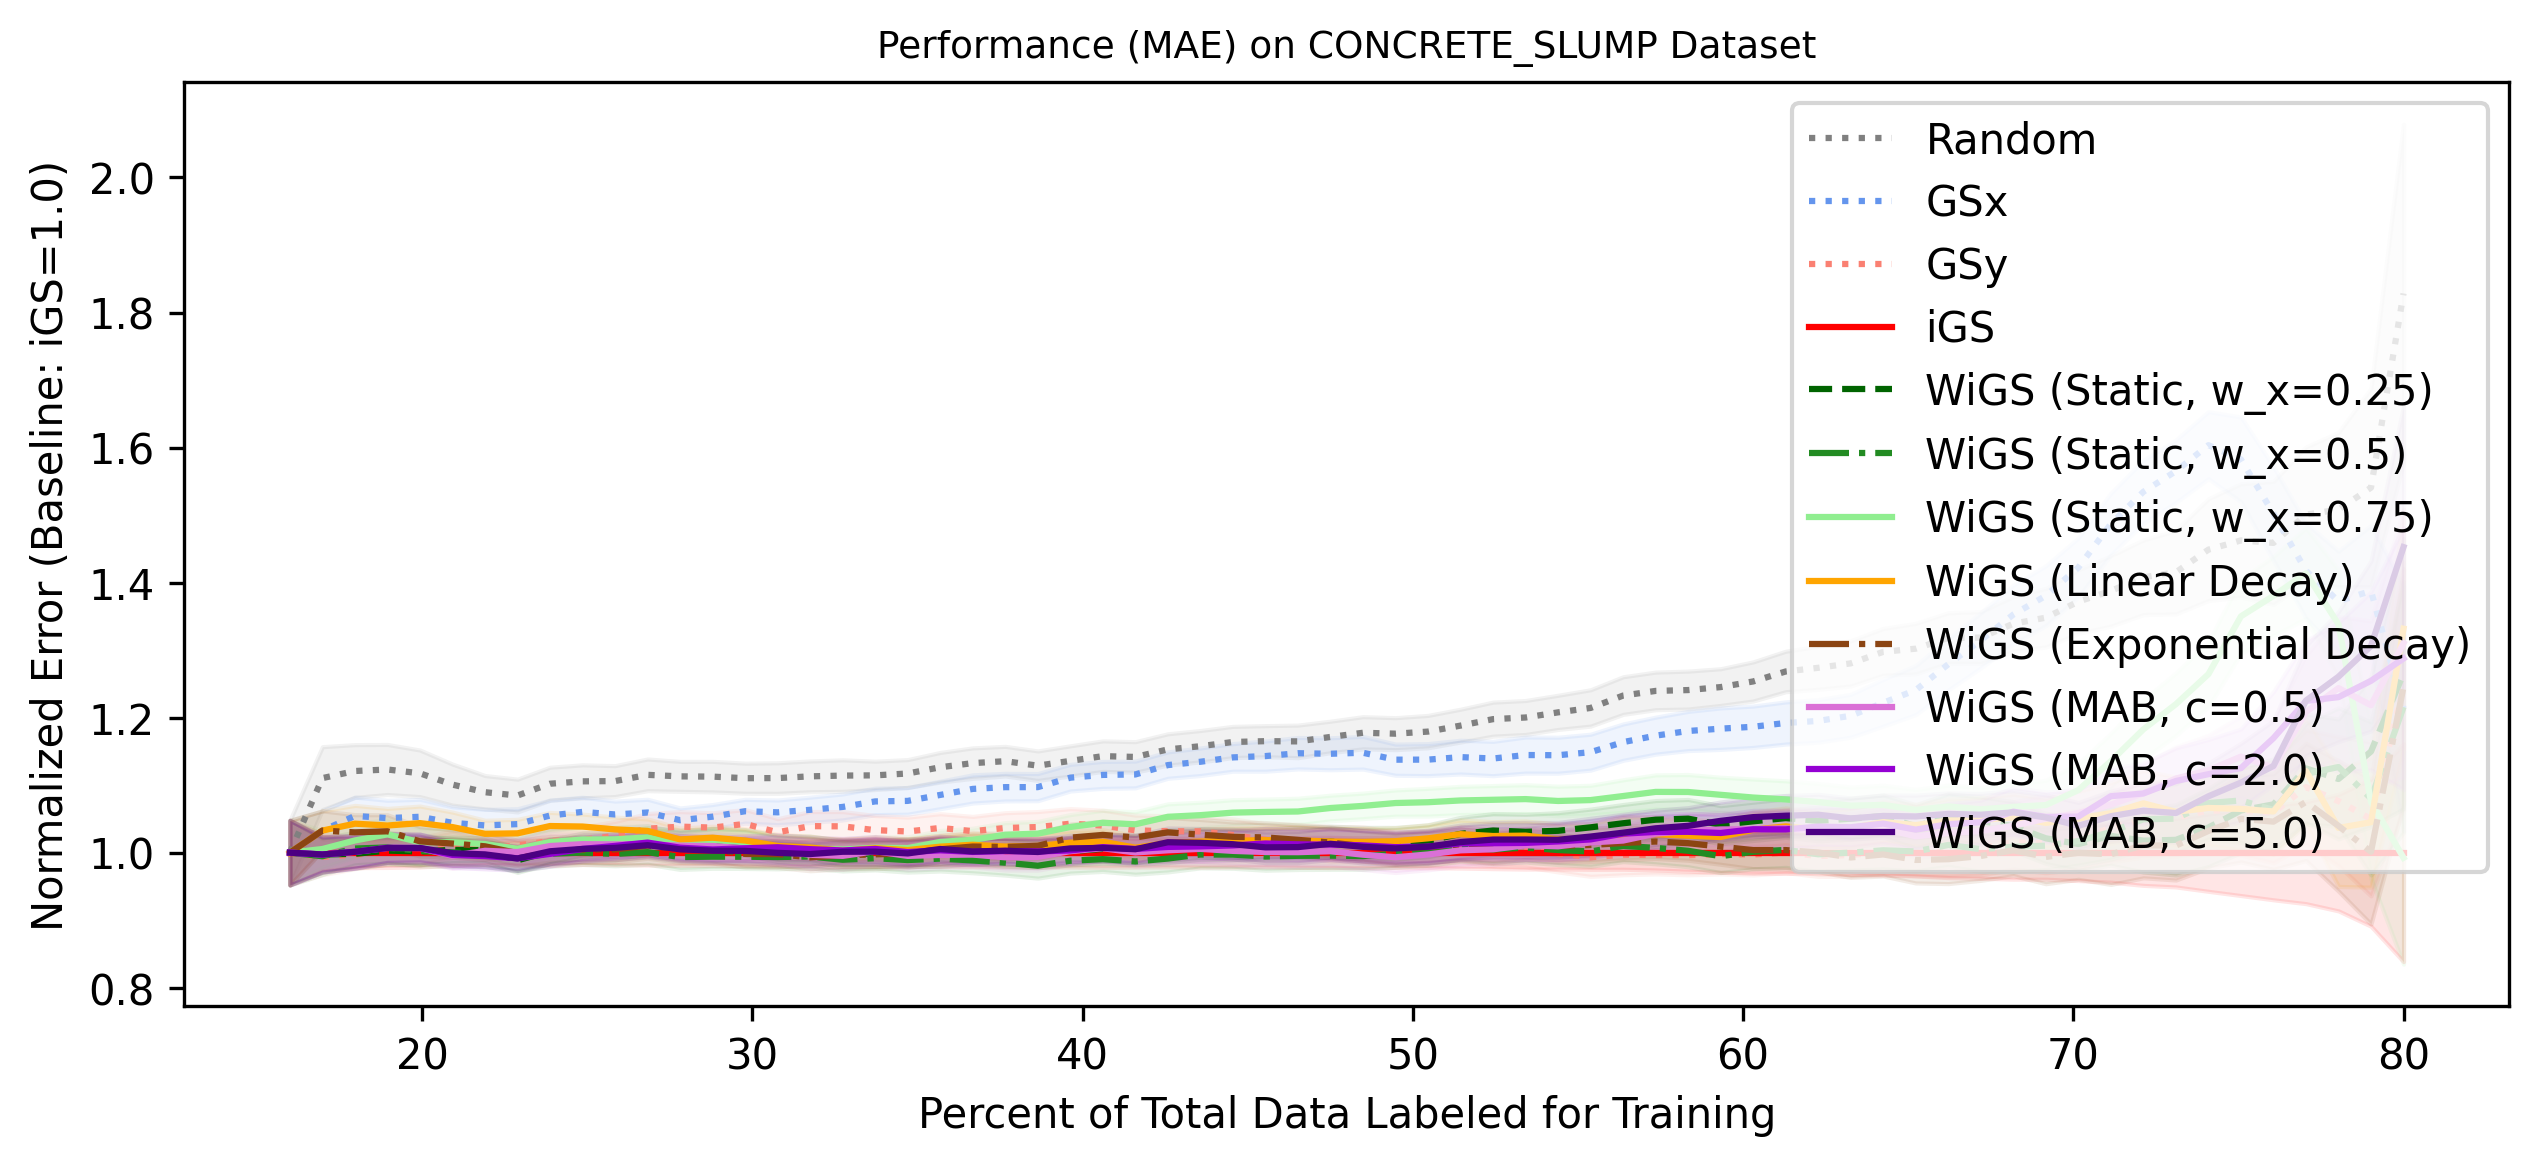 Performance (MAE) on CONCRETE_SLUMP Dataset
Normalized Error (Baseline: iGS=1.0)
2.0
1.8
1.6
1.4
1.2
1.0
0.8
Random
GSx
GSy
iGS
WiGS (Static, w_x=0.25)
WiGS (Static, w_x=0.5)
WiGS (Static, w_x=0.75)
WiGS (Linear Decay)
WiGS (Exponential Decay)
WiGS (MAB, c=0.5)
WiGS (MAB, c=2.0)
WiGS (MAB, c=5.0)
20 30 40 50 60 70 80
Percent of Total Data Labeled for Training